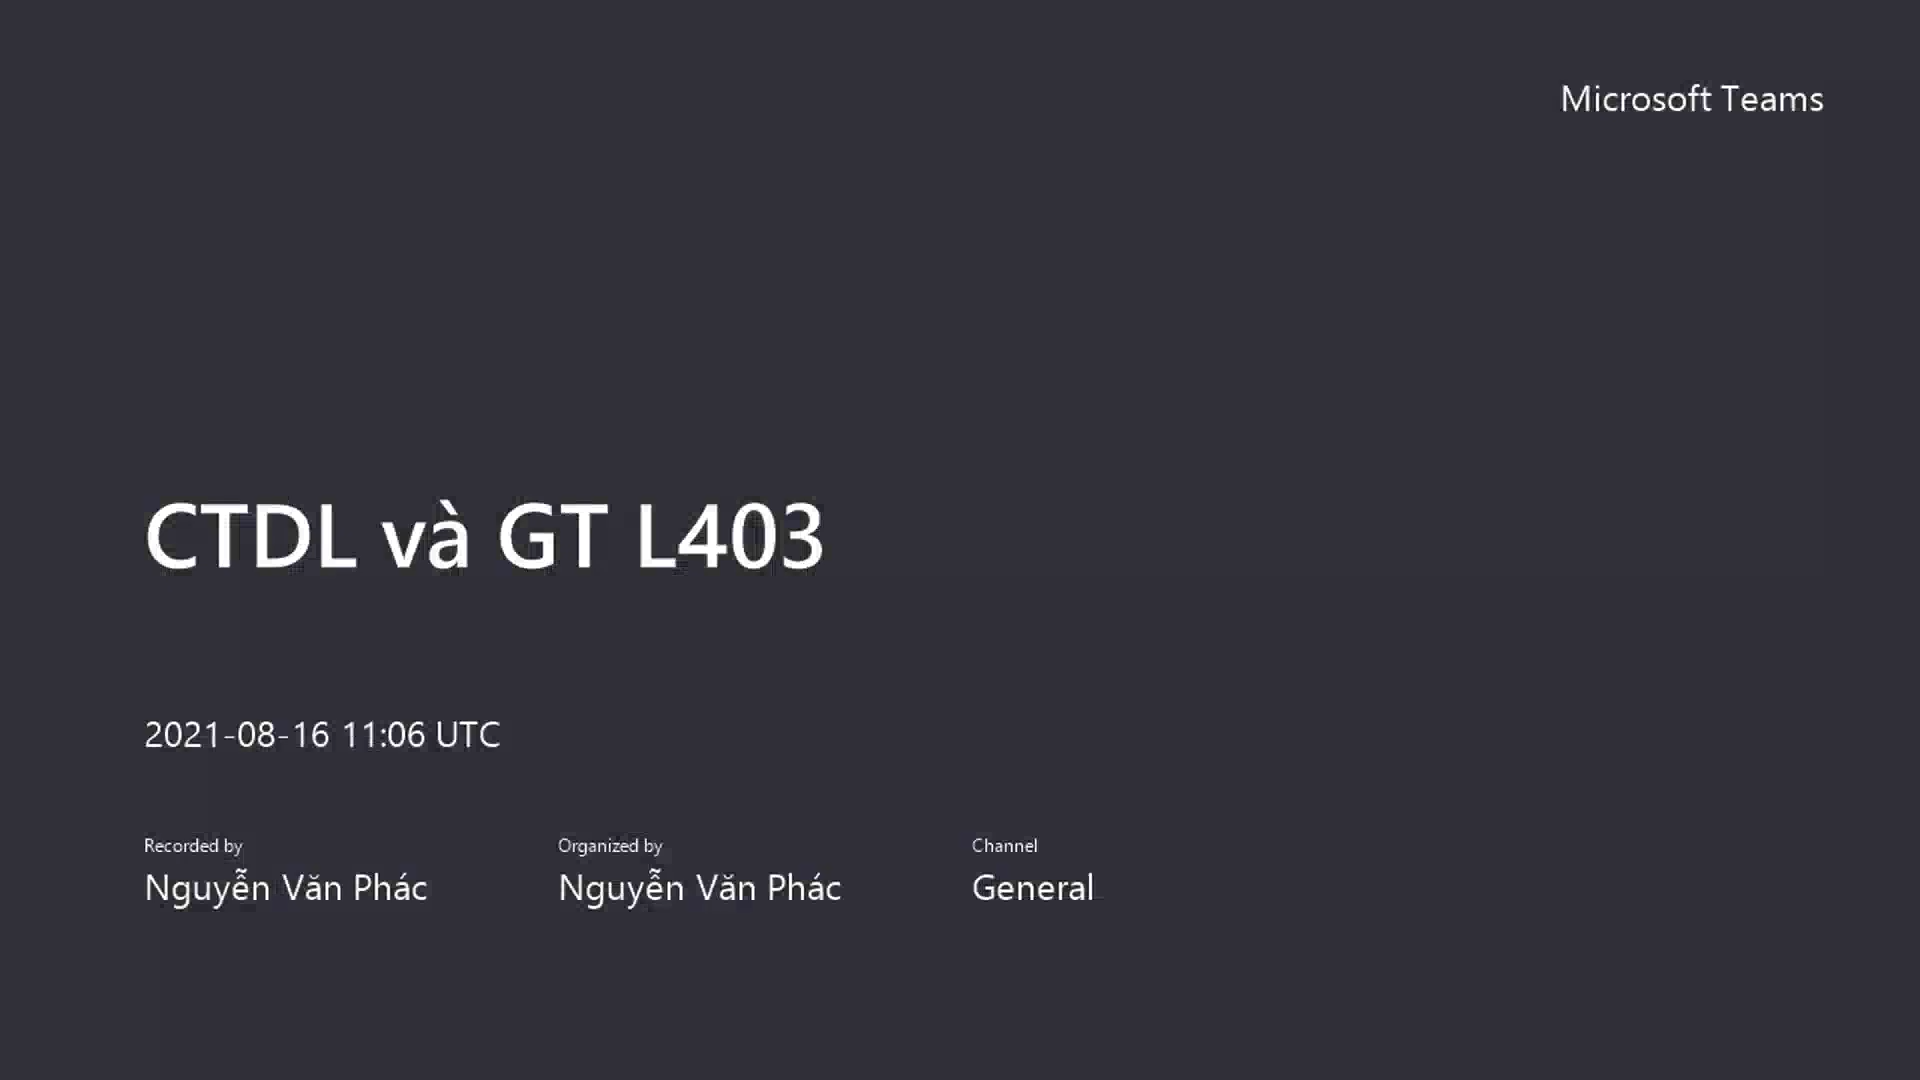 Microsoft Teams
CTDL và GT L403
2021-08-16 11:06 UTC
Recorded by
Nguyễn Văn Phác
Organized by
Nguyễn Văn Phác
Channel
General